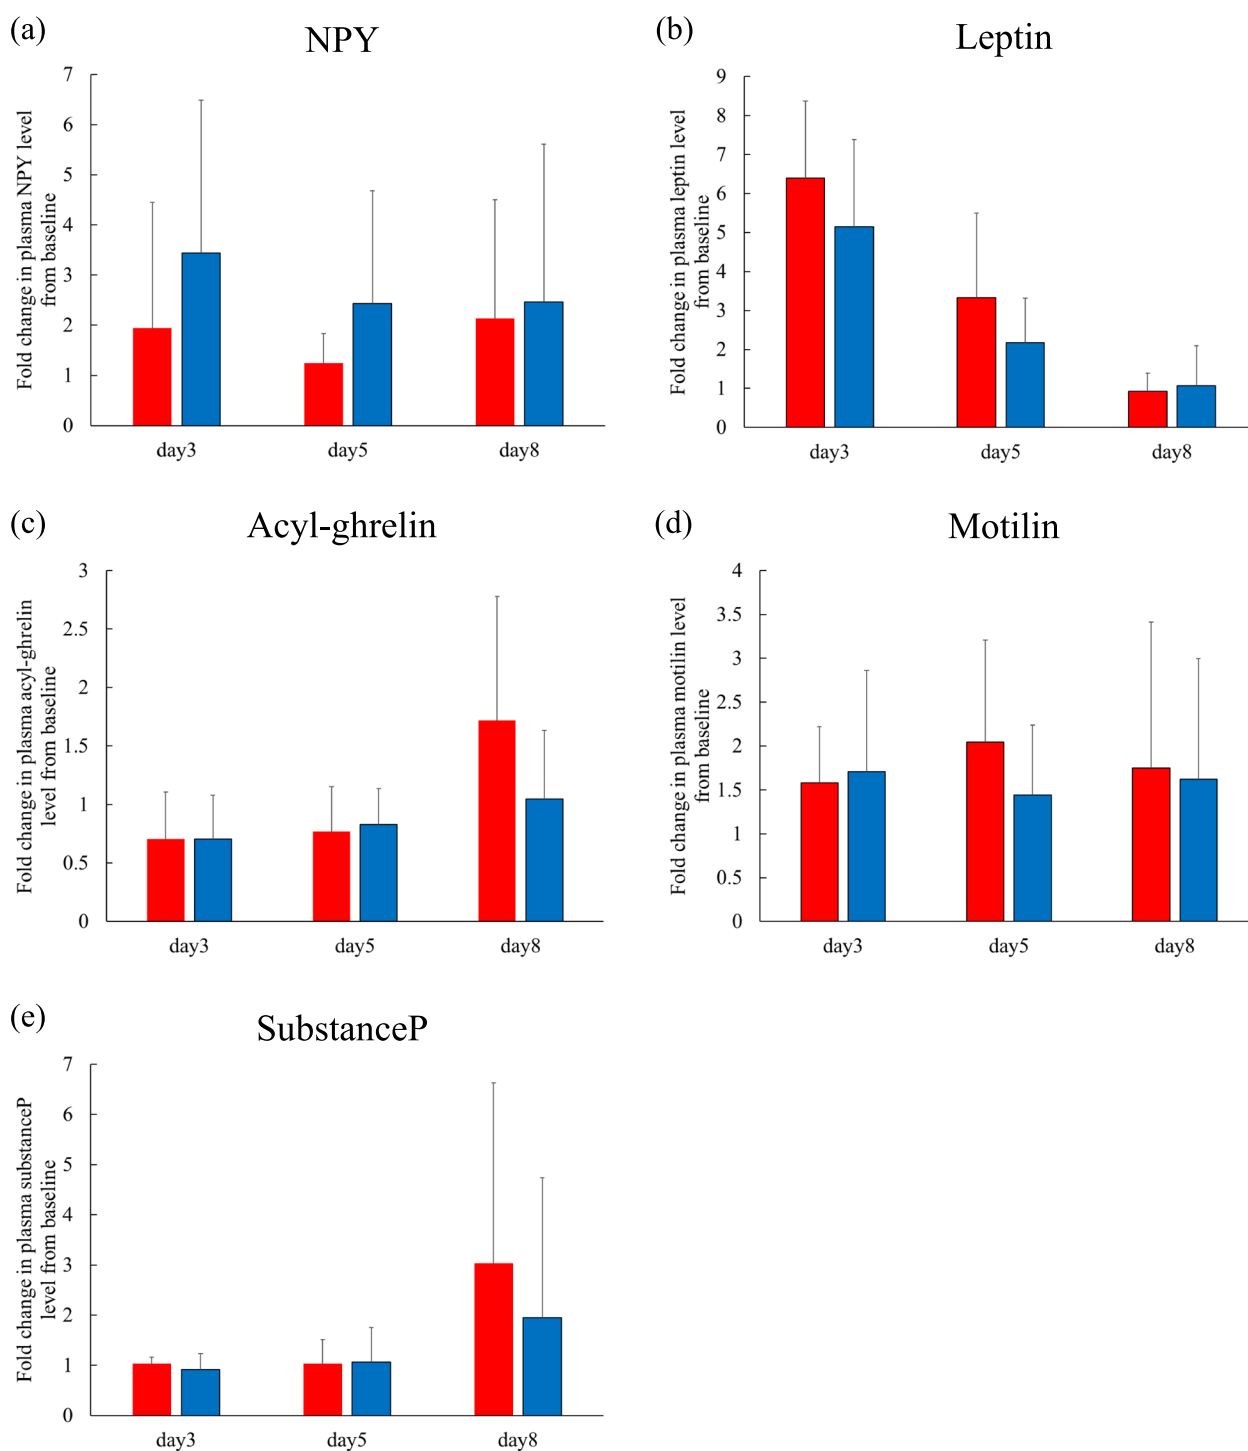 (a)
NPY
Fold change in plasma NPY level
from baseline
7
6
5
4
3
2
1
0
day3 day5 day8
(b)
Leptin
Fold change in plasma leptin level
from baseline
9
8
7
6
5
4
3
2
1
0
day3 day5 day8
(c)
Acyl-ghrelin
Fold change in plasma acyl-ghrelin
level from baseline
3
2.5
2
1.5
1
0.5
0
day3 day5 day8
(d)
Motilin
Fold change in plasma motilin level
from baseline
4
3.5
3
2.5
2
1.5
1
0.5
0
day3 day5 day8
(e)
SubstanceP
Fold change in plasma substanceP
level from baseline
7
6
5
4
3
2
1
0
day3 day5 day8